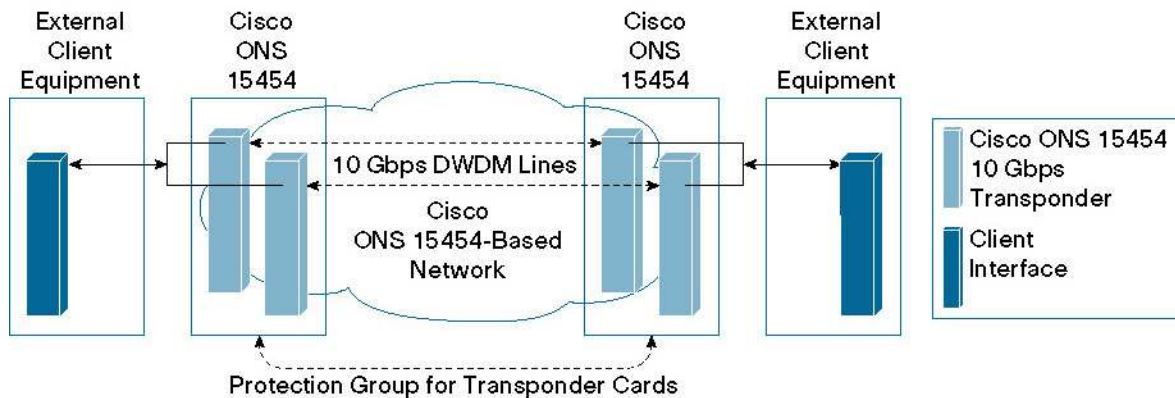 External
Client
Equipment
Cisco
ONS
15454
Cisco
ONS
15454
External
Client
Equipment
10 Gbps DWDM Lines
Cisco
ONS 15454-Based
Network
Protection Group for Transponder Cards
Cisco ONS 15454
10 Gbps
Transponder
Client
Interface